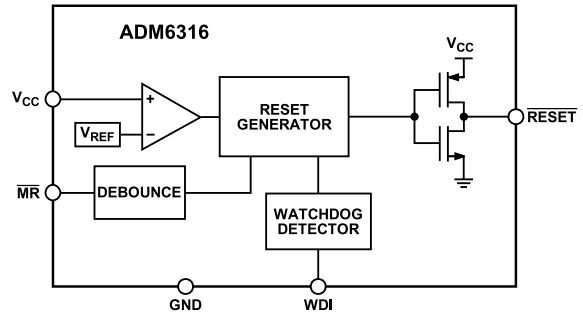 ADM6316
VCC
VCC
+
RESET
GENERATOR
RESET
VREF
−
MR
DEBOUNCE
WATCHDOG
DETECTOR
GND
WDI